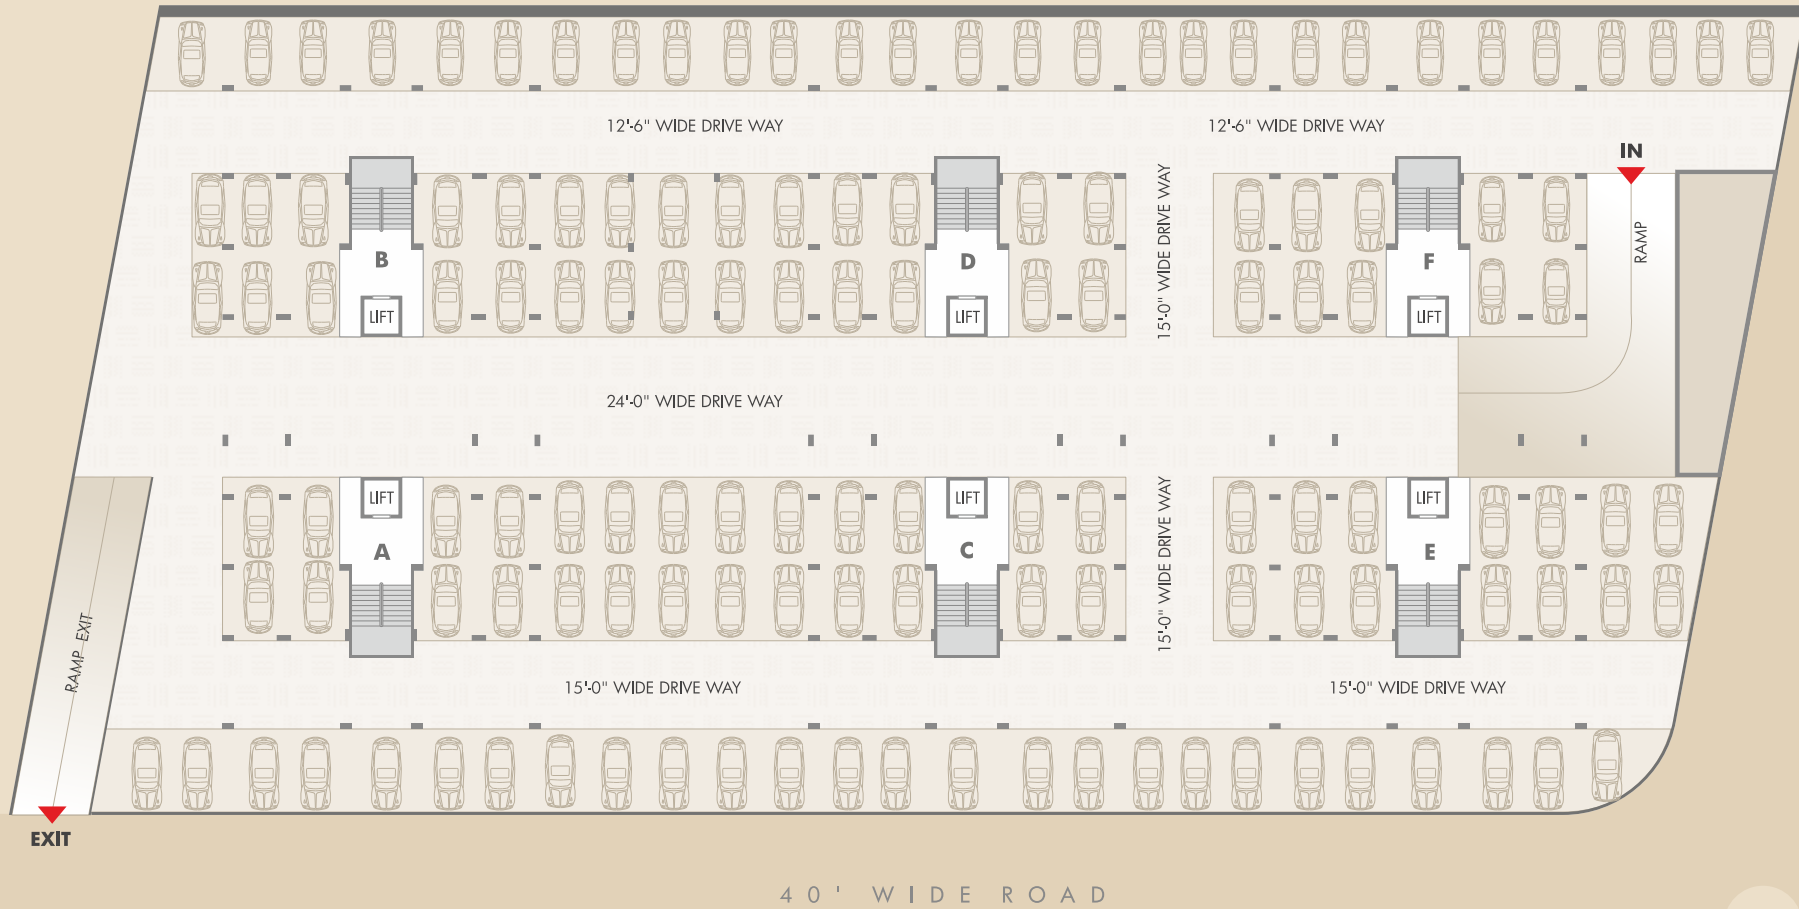 12'-6" WIDE DRIVE WAY
12'-6" WIDE DRIVE WAY
IN
RAMP
15'-0" WIDE DRIVE WAY
B
D
F
LIFT
LIFT
LIFT
24'-0" WIDE DRIVE WAY
LIFT
LIFT
LIFT
A
C
E
15'-0" WIDE DRIVE WAY
RAMP EXIT
15'-0" WIDE DRIVE WAY
15'-0" WIDE DRIVE WAY
EXIT
40' WIDE ROAD